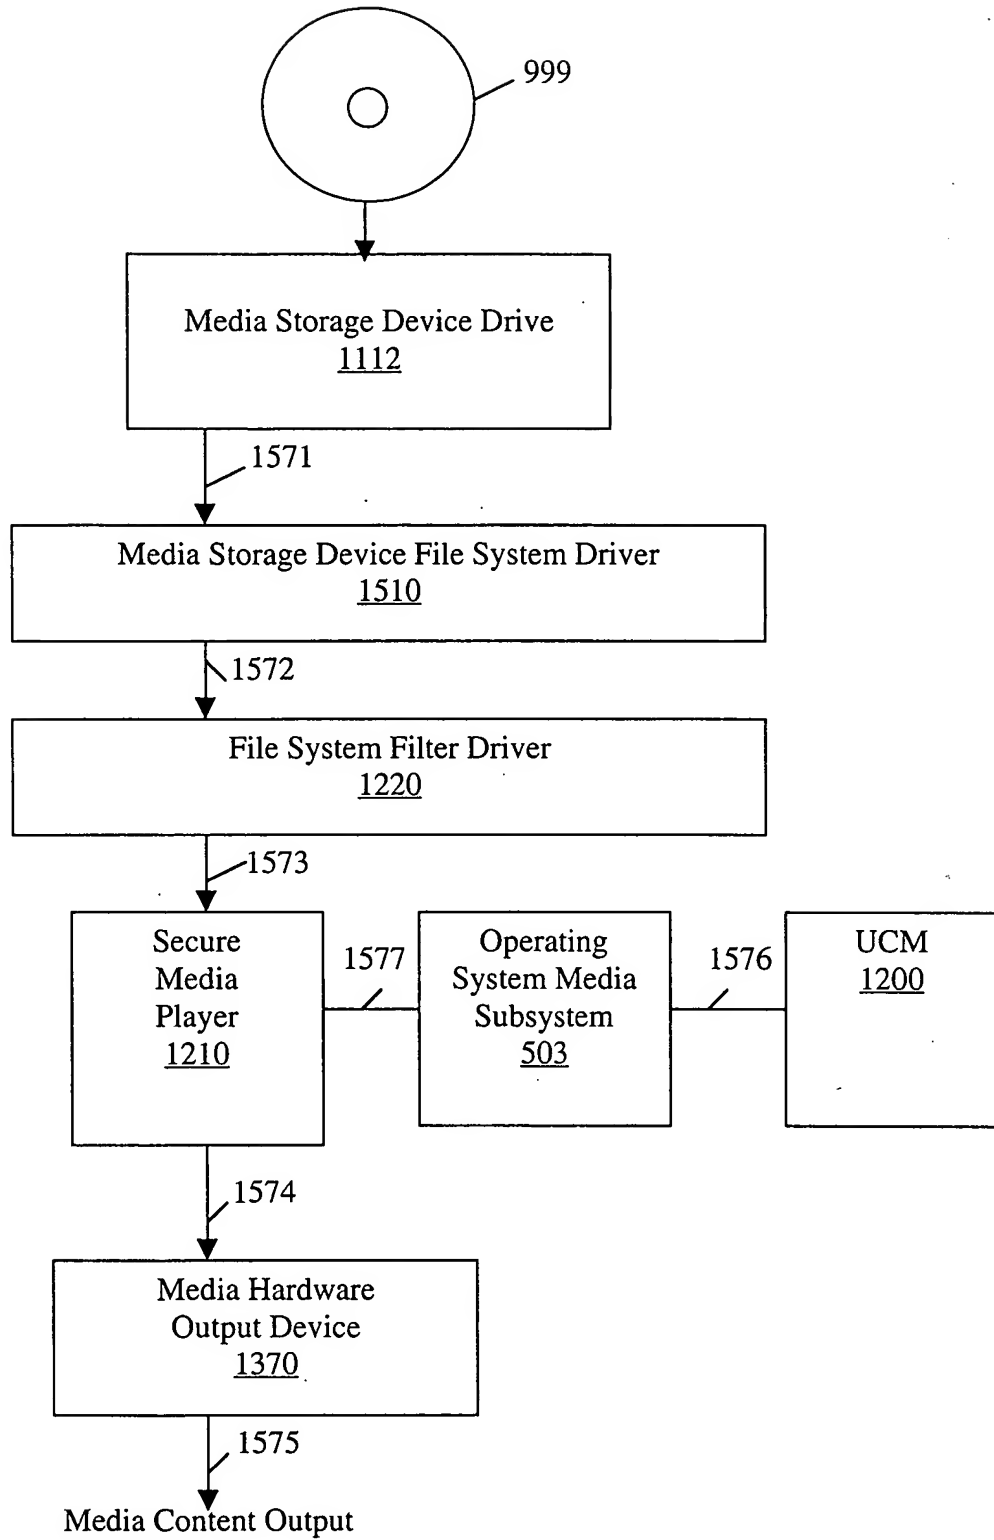 999
Media Storage Device Drive
1112
1571
Media Storage Device File System Driver
1510
1572
File System Filter Driver
1220
1573
Secure
Media
Player
1210
1577
Operating
System Media
Subsystem
503
1576
UCM
1200
1574
Media Hardware
Output Device
1370
1575
Media Content Output